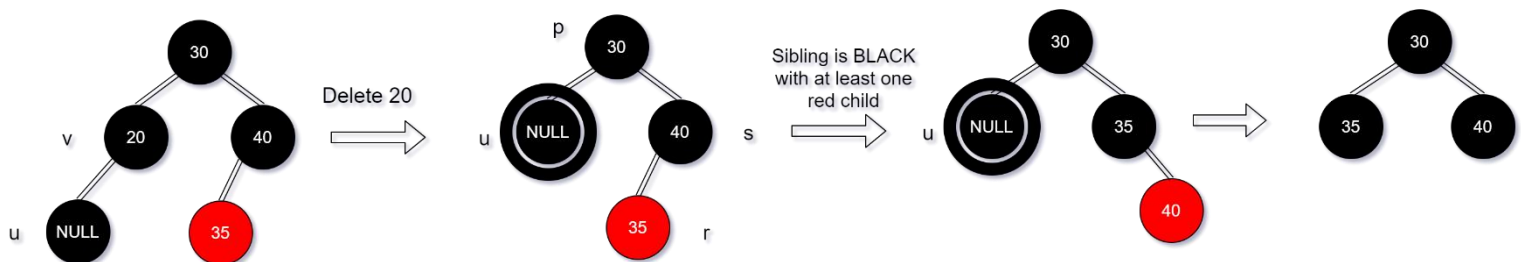 30
v
20
40
u
NULL
35
Delete 20
p
30
u
NULL
40
s
35
r
Sibling is BLACK
with at least one
red child
30
u
NULL
35
40
30
35
40